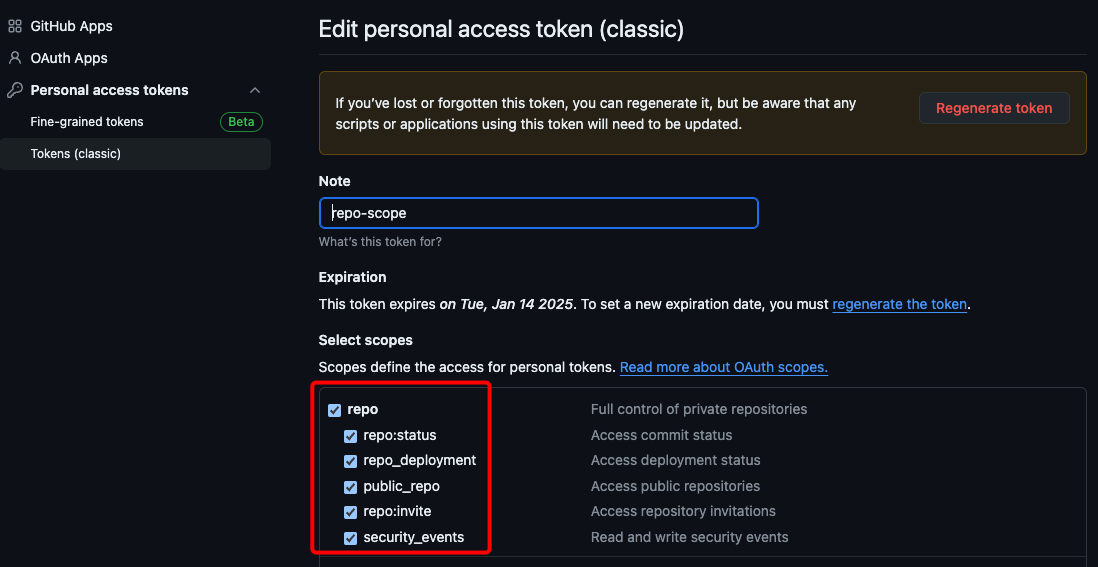 GitHub Apps
OAuth Apps
Personal access tokens
Fine-grained tokens Beta
Tokens (classic)
Edit personal access token (classic)
If you've lost or forgotten this token, you can regenerate it, but be aware that any
scripts or applications using this token will need to be updated.
Regenerate token
Note
repo-scope
What's this token for?
Expiration
This token expires on Tue, Jan 14 2025. To set a new expiration date, you must regenerate the token.
Select scopes
Scopes define the access for personal tokens. Read more about OAuth scopes.
repo Full control of private repositories
repo:status Access commit status
repo_deployment Access deployment status
public_repo Access public repositories
repo:invite Access repository invitations
security_events Read and write security events